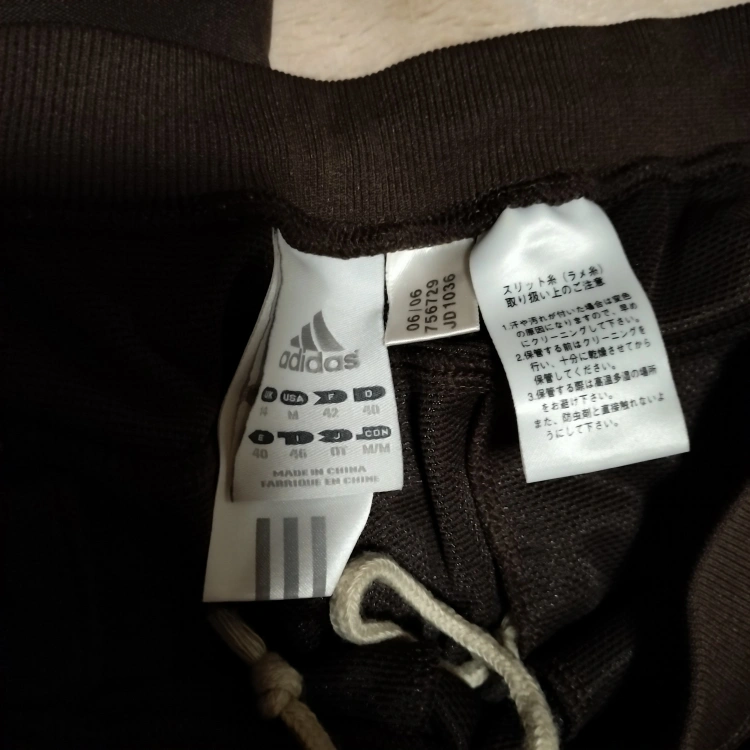 adidas
UK USA F D
M 42 40
E I J CDN
40 46 OT M/M
MADE IN CHINA
FABRIQUE EN CHINE
06/06
756729
JD1036
スリット糸（ラメ糸）
取り扱い上のご注意
1.汗や汚れが付いた場合は変色
の原因になりますので、早め
にクリーニングして下さい。
2.保管する前はクリーニングを
行い、十分に乾燥させてから
保管してください。
3.保管する際は高温多湿の場所
をお避け下さい。
また、防虫剤と直接触れないよ
うにして下さい。